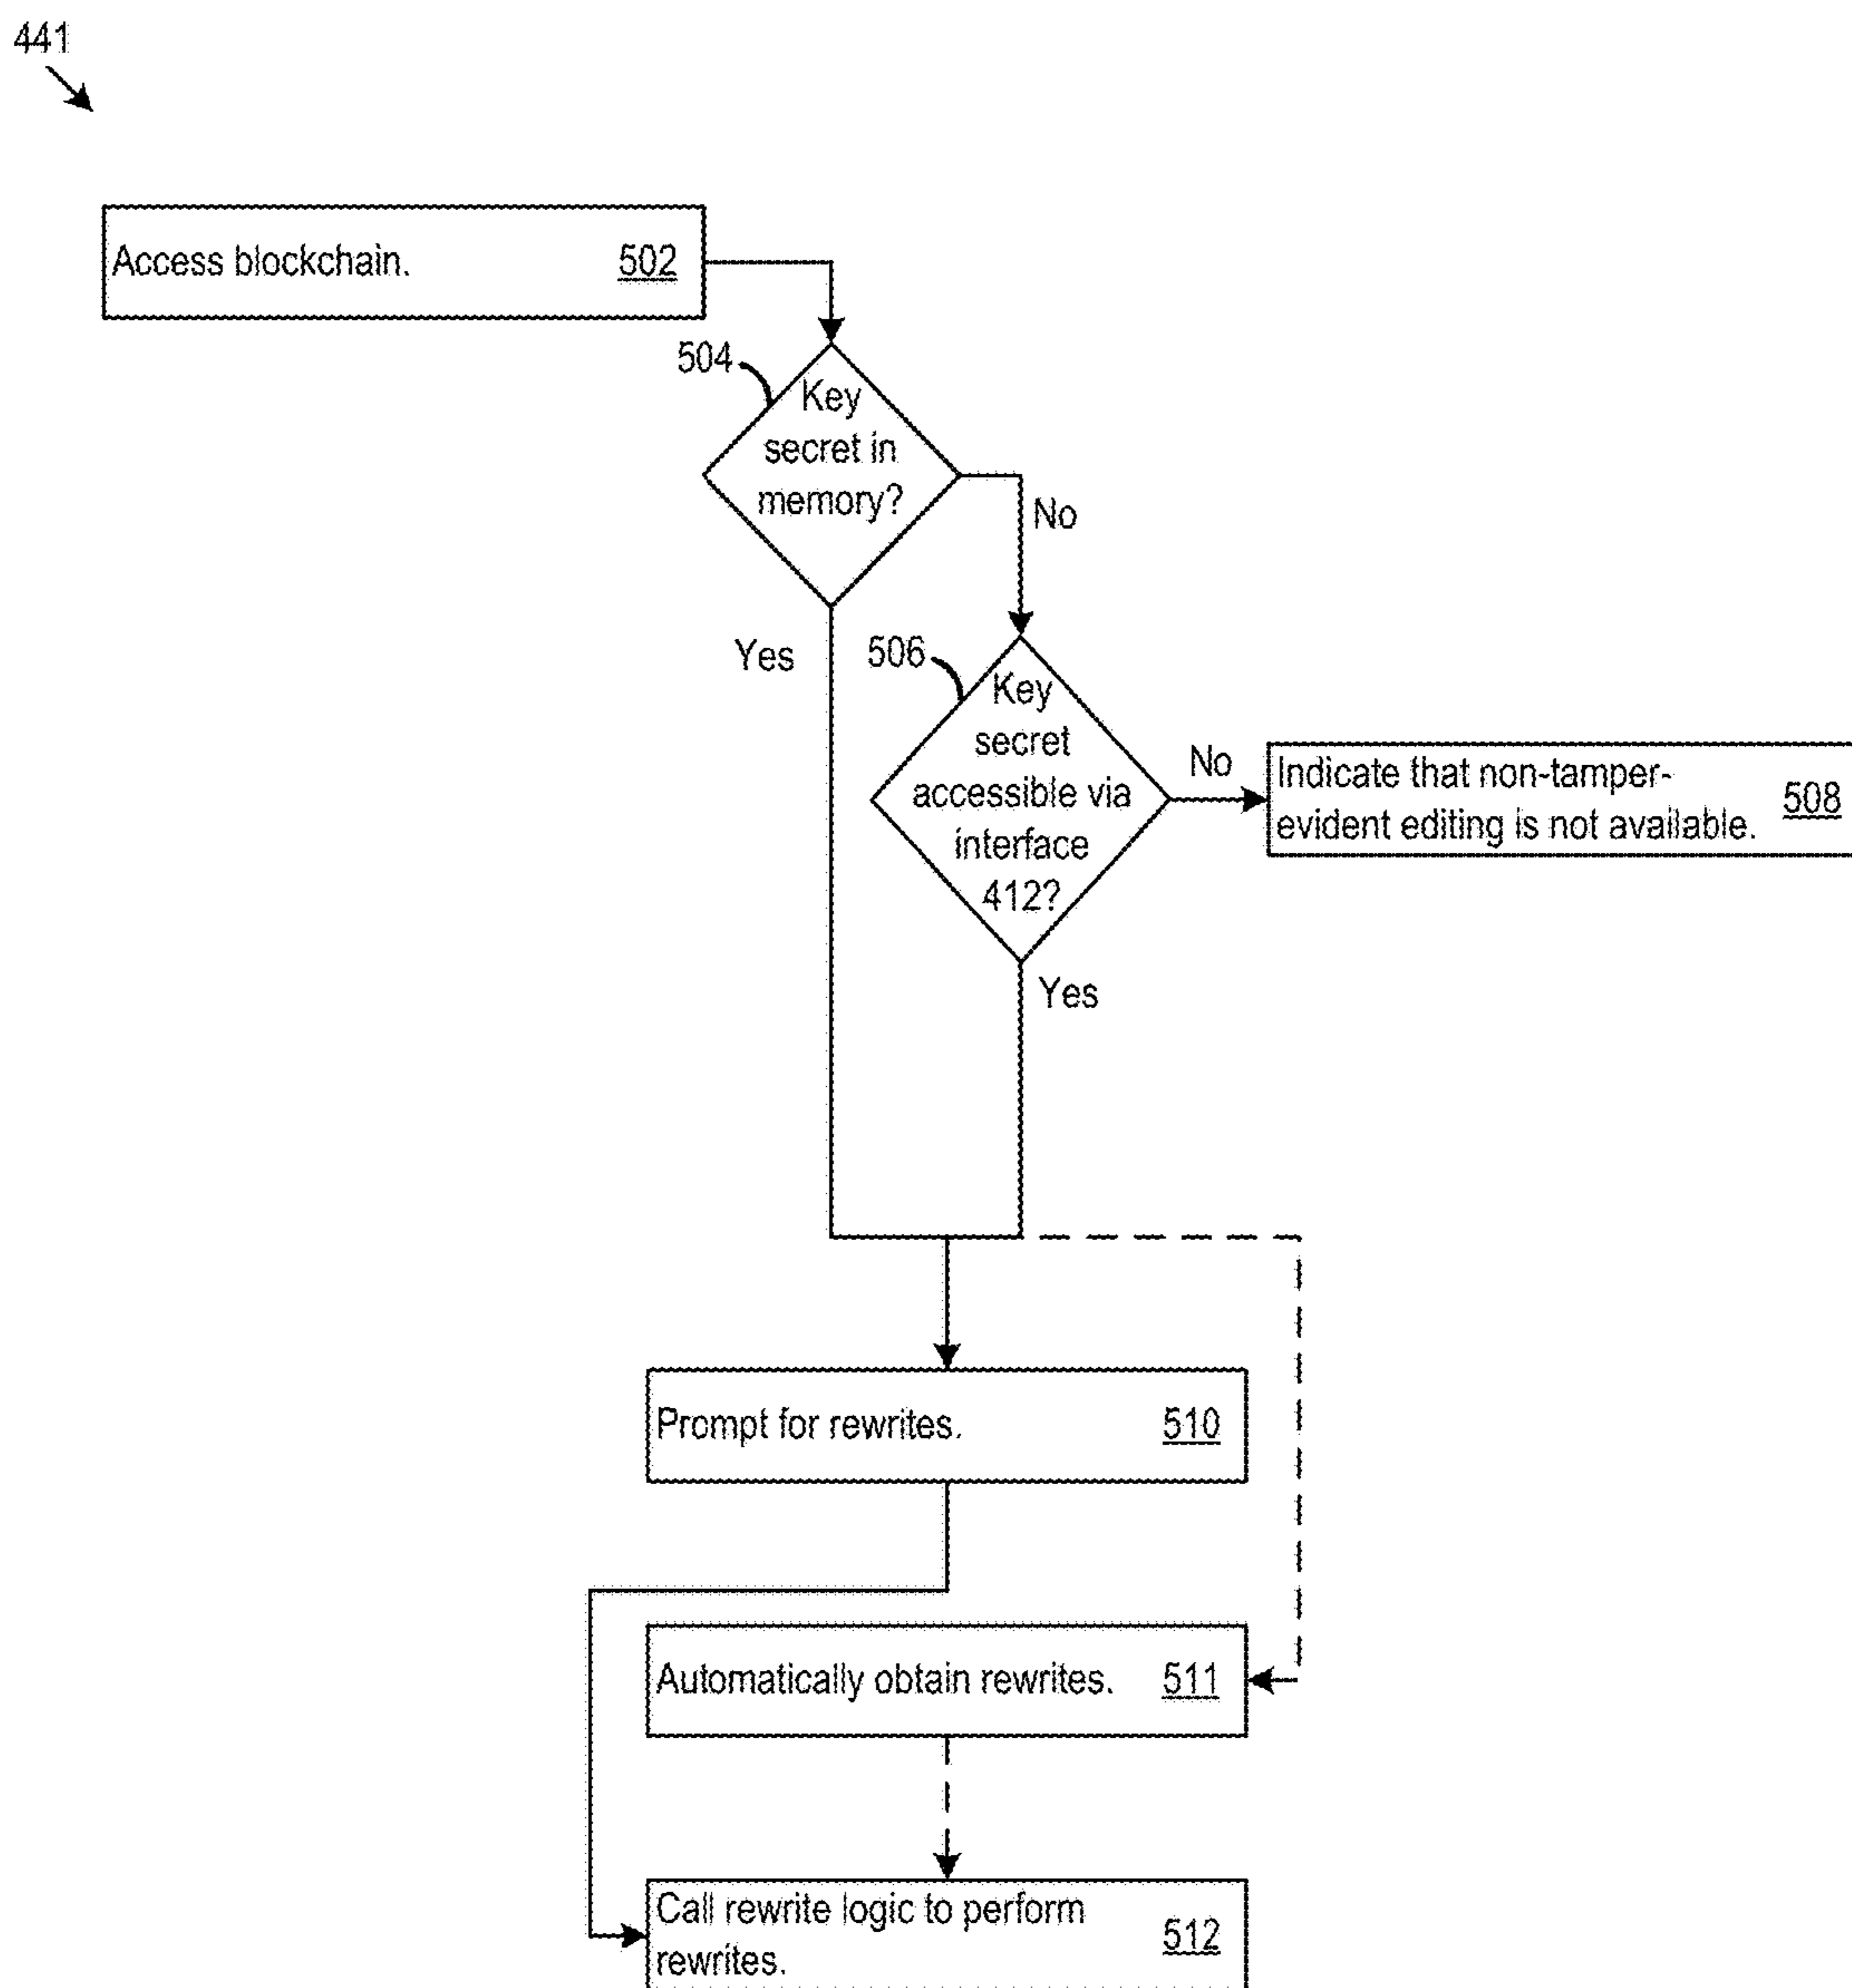 441
Access blockchain. 502
504
Key
secret in
memory?
No
Yes
506
Key
secret
accessible via
interface
412?
No
Indicate that non-tamper-
evident editing is not available. 508
Yes
Prompt for rewrites. 510
Automatically obtain rewrites. 511
Call rewrite logic to perform
rewrites. 512